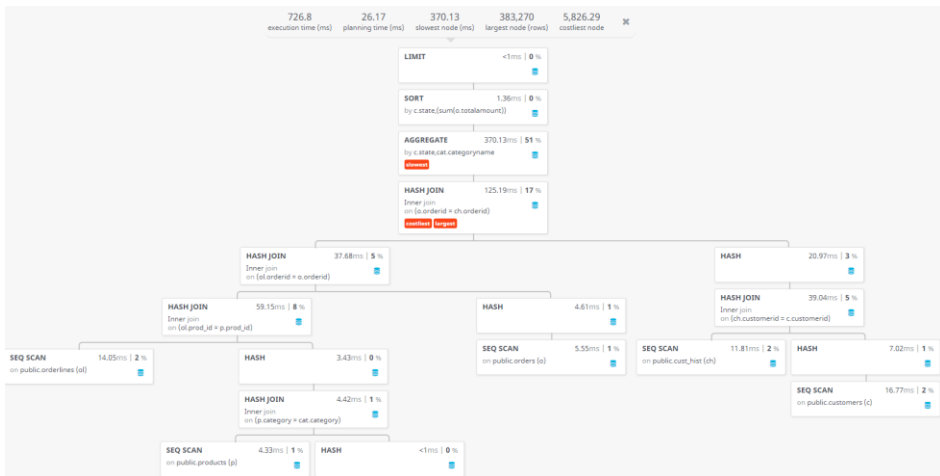 726.8 26.17 370.13 383,270 5,826.29 ×
execution time (ms) planning time (ms) slowest node (ms) largest node (rows) costliest node
LIMIT <1ms | 0 %
SORT 1.36ms | 0 %
by c.state,(sum(o.totalamount))
AGGREGATE 370.13ms | 51 %
by c.state,cat.categoryname
slowest
HASH JOIN 125.19ms | 17 %
Inner join
on (o.orderid = ch.orderid)
costliest largest
HASH JOIN 37.68ms | 5 %
Inner join
on (ol.orderid = o.orderid)
HASH 20.97ms | 3 %
HASH JOIN 59.15ms | 8 %
Inner join
on (ol.prod_id = p.prod_id)
HASH 4.61ms | 1 %
HASH JOIN 39.04ms | 5 %
Inner join
on (ch.customerid = c.customerid)
SEQ SCAN 14.05ms | 2 %
on public.orderlines (ol)
HASH 3.43ms | 0 %
SEQ SCAN 5.55ms | 1 %
on public.orders (o)
SEQ SCAN 11.81ms | 2 %
on public.cust_hist (ch)
HASH 7.02ms | 1 %
HASH JOIN 4.42ms | 1 %
Inner join
on (p.category = cat.category)
SEQ SCAN 16.77ms | 2 %
on public.customers (c)
SEQ SCAN 4.33ms | 1 %
on public.products (p)
HASH <1ms | 0 %